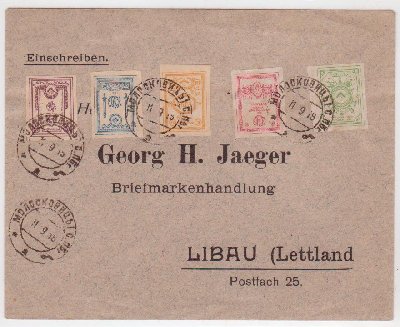 Einschreiben.
H
Georg H. Jaeger
Briefmarkenhandlung
LIBAU (Lettland
Postfach 25.